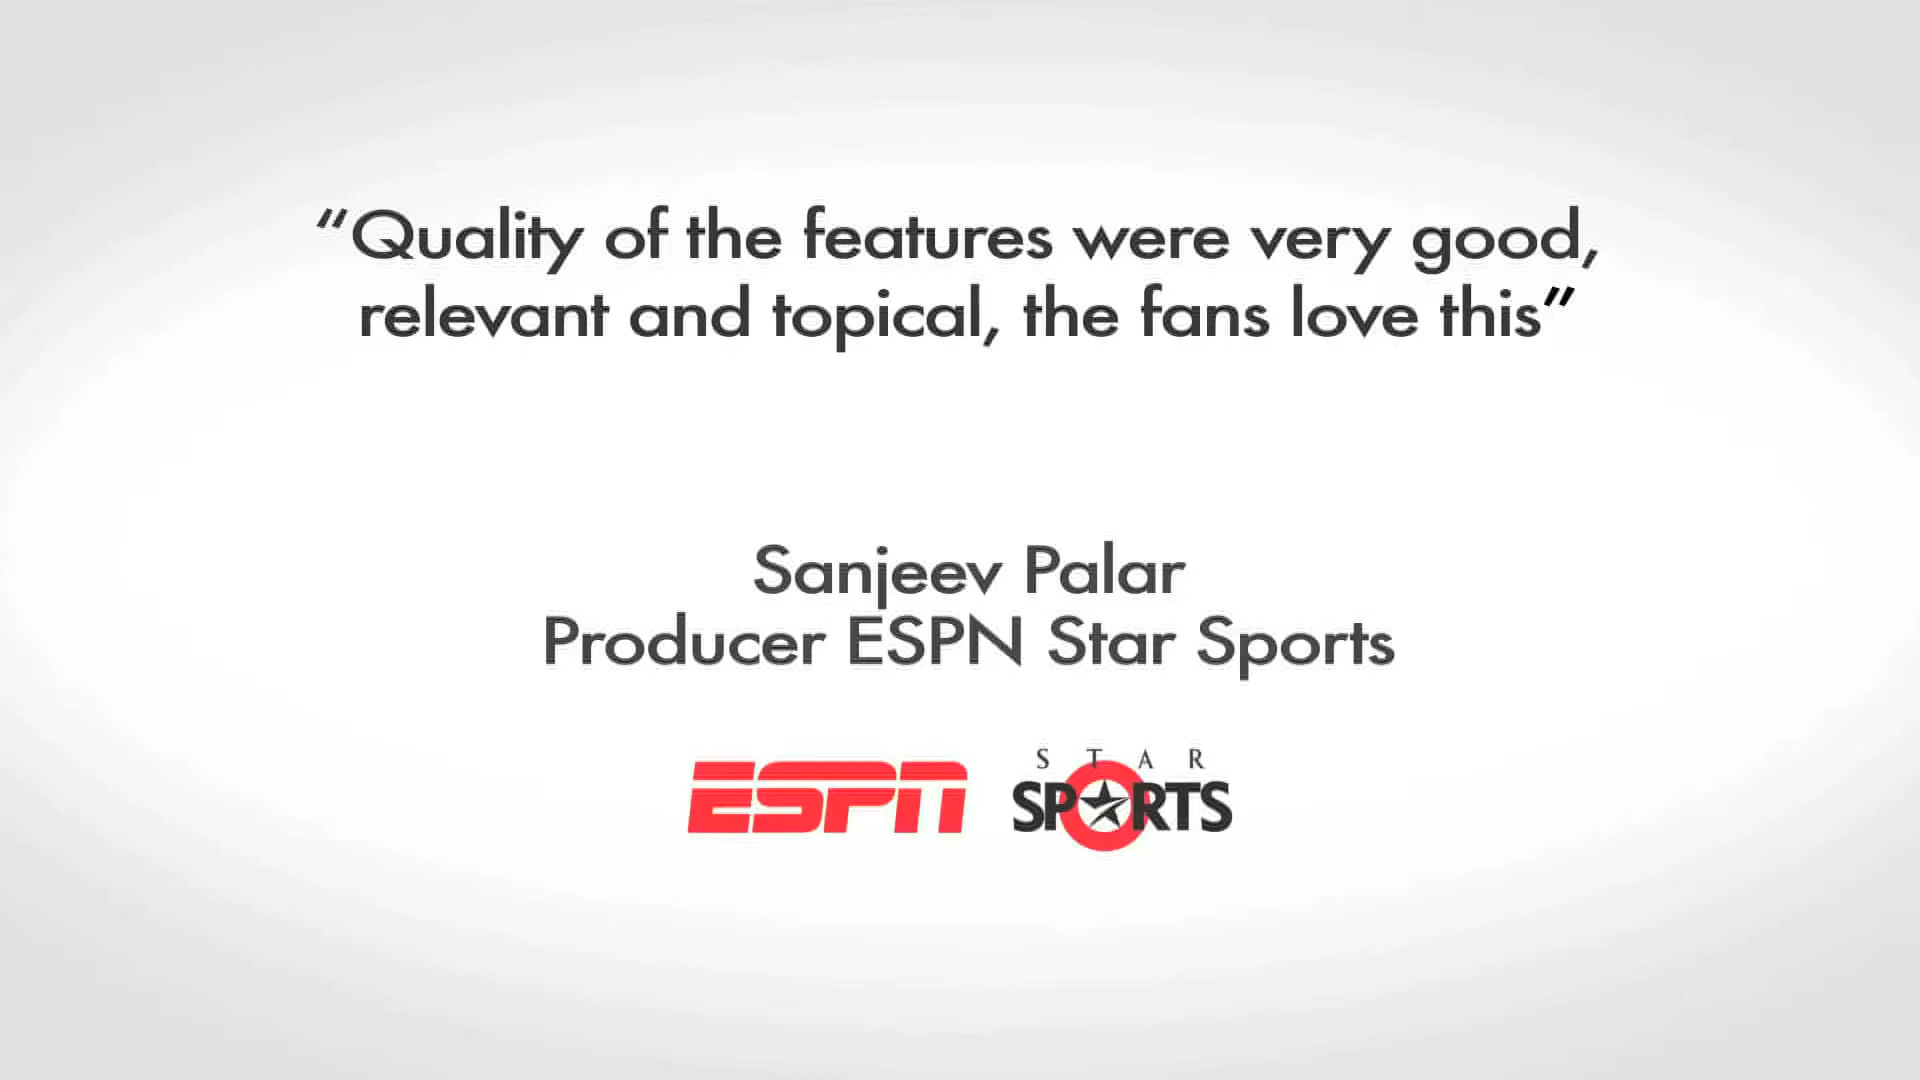 “Quality of the features were very good,
relevant and topical, the fans love this”
Sanjeev Palar
Producer ESPN Star Sports
ESPN
STAR
SPORTS